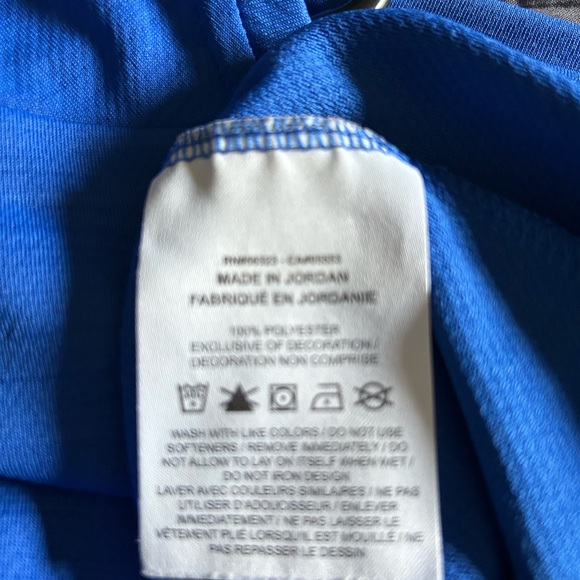 MADE IN JORDAN
FABRIQUÉ EN JORDANIE
100% POLYESTER
EXCLUSIVE OF DECORATION /
DECORATION NON COMPRISE
WASH WITH LIKE COLORS / DO NOT USE
SOFTENERS / REMOVE IMMEDIATELY / DO
NOT ALLOW TO LAY ON ITSELF WHEN WET /
DO NOT IRON DESIGN
LAVER AVEC COULEURS SIMILAIRES / NE PAS
UTILISER D'ADOUCISSEUR / ENLEVER
IMMEDIATEMENT / NE PAS LAISSER LE
VÊTEMENT PLIÉ LORSQU'IL EST MOUILLÉ / NE
PAS REPASSER LE DESSIN